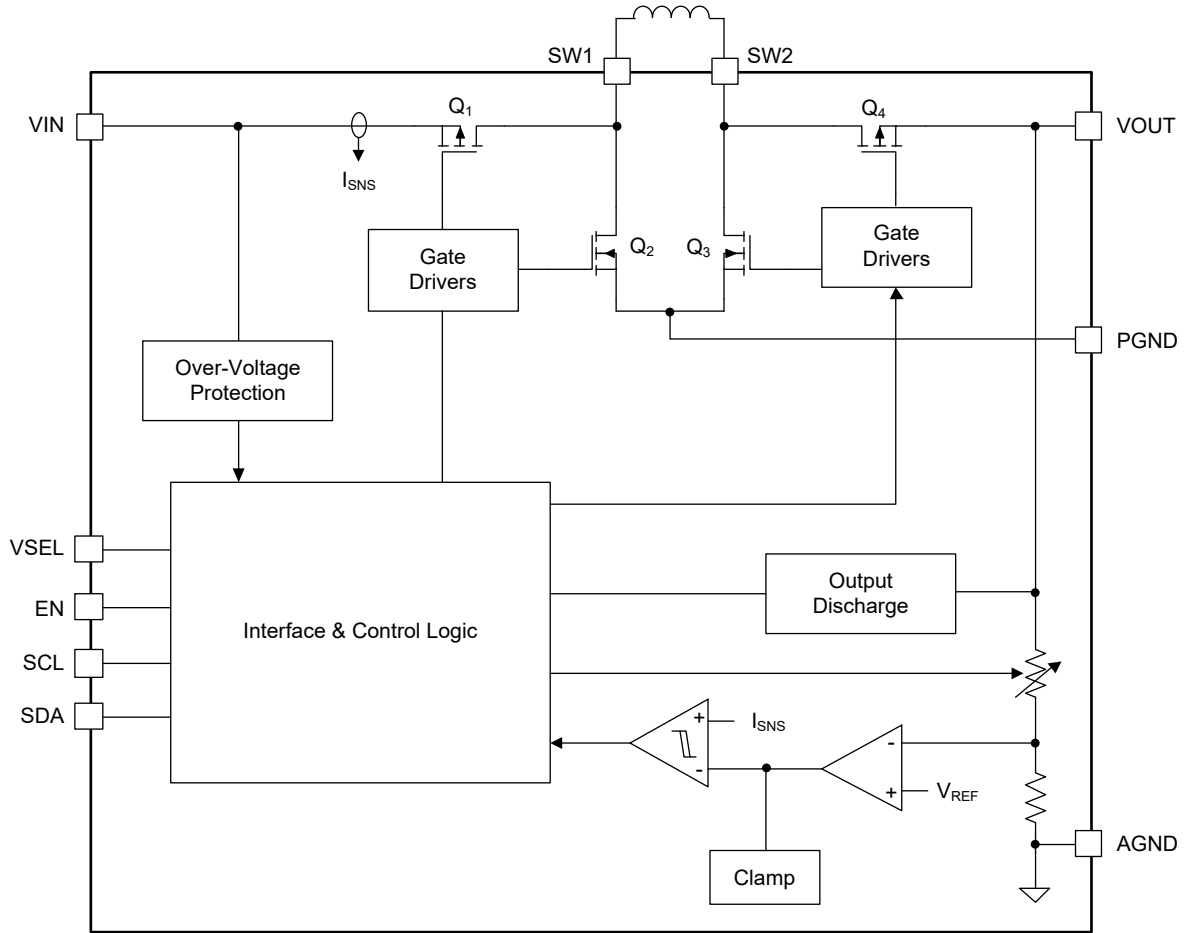 SW1
SW2
VIN
Q1
Q4
VOUT
ISNS
Gate
Drivers
Q2
Q3
Gate
Drivers
PGND
Over-Voltage
Protection
VSEL
EN
SCL
SDA
Interface & Control Logic
Output
Discharge
+
ISNS
-
-
+
VREF
Clamp
AGND